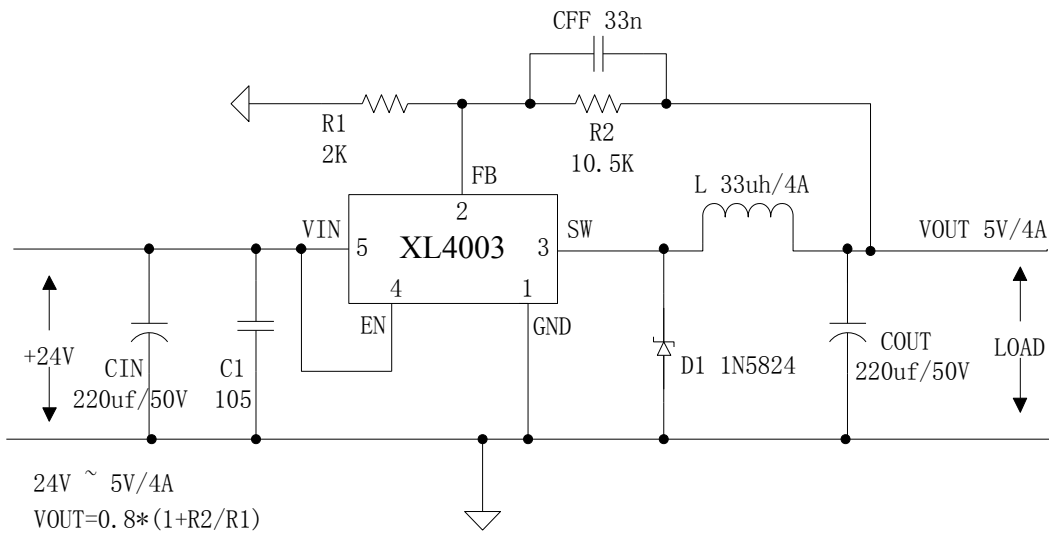 CFF 33n
R1
2K
R2
10.5K
FB
2
L 33uh/4A
VIN
5
XL4003
3
SW
VOUT 5V/4A
4
1
EN
GND
+24V
CIN
220uf/50V
C1
105
D1 1N5824
COUT
220uf/50V
LOAD
24V ~ 5V/4A
VOUT=0.8*(1+R2/R1)